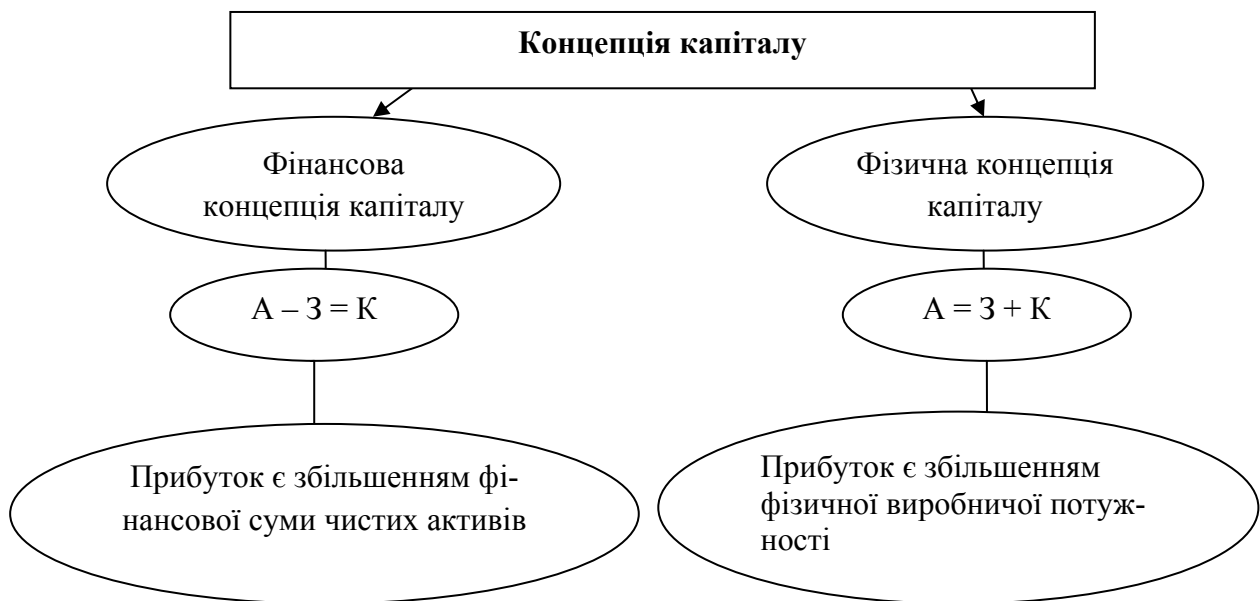 Концепція капіталу
Фінансова
концепція капіталу
Фізична концепція
капіталу
А – З = К
А = З + К
Прибуток є збільшенням фі-
нансової суми чистих активів
Прибуток є збільшенням
фізичної виробничої потуж-
ності